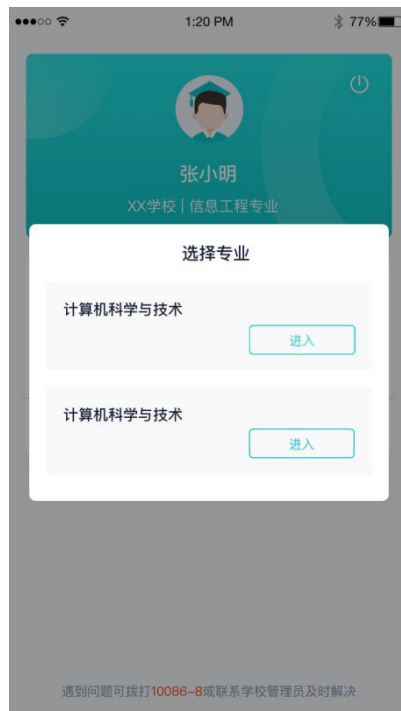 1:20 PM
77%
张小明
XX学校 | 信息工程专业
选择专业
计算机科学与技术
进入
计算机科学与技术
进入
遇到问题可拨打10086-8或联系学校管理员及时解决